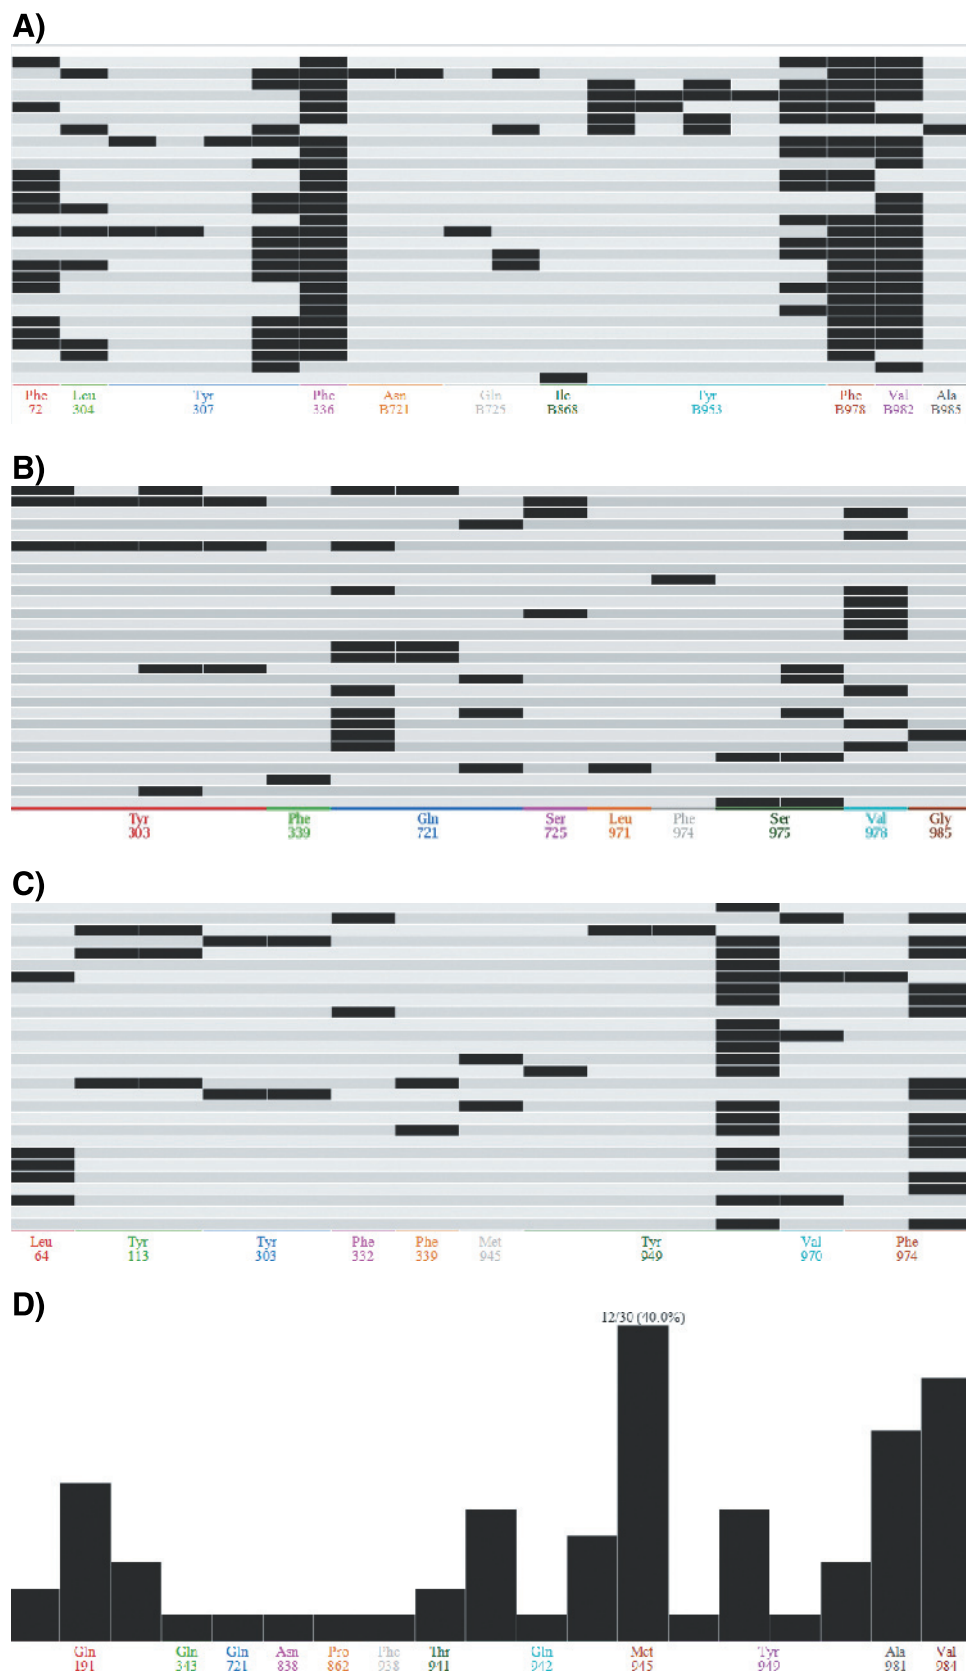 A)
Phe Leu Tyr Phe Asn Gln Ile Tyr Phe Val Ala
72 304 307 336 B721 B725 B868 B953 B978 B982 B985
B)
Tyr Phe Gln Ser Leu Phe Ser Val Gly
303 339 721 725 971 974 975 978 985
C)
Leu Tyr Tyr Phe Phe Met Tyr Val Phe
64 113 303 332 339 945 949 970 974
D)
12/30 (40.0%)
Gln Gln Gln Asn Pro Phe Thr Gln Met Tyr Ala Val
191 343 721 838 862 938 941 942 945 949 981 984